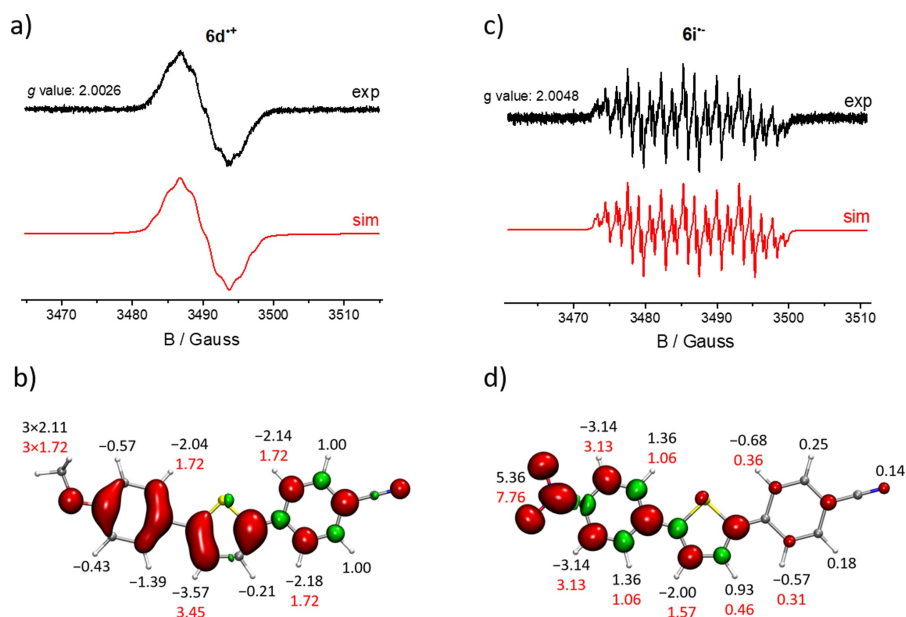 a)
6d•+
g value: 2.0026
exp
sim
3470 3480 3490 3500 3510
B / Gauss
c)
6i•-
g value: 2.0048
exp
sim
3470 3480 3490 3500 3510
B / Gauss
b)
3×2.11
3×1.72
−0.57
−2.04
1.72
−2.14
1.72
1.00
−0.43
−1.39
−3.57
3.45
−0.21
−2.18
1.72
1.00
d)
−3.14
3.13
1.36
1.06
−0.68
0.36
0.25
5.36
7.76
0.14
−3.14
3.13
1.36
1.06
−2.00
1.57
0.93
0.46
−0.57
0.31
0.18